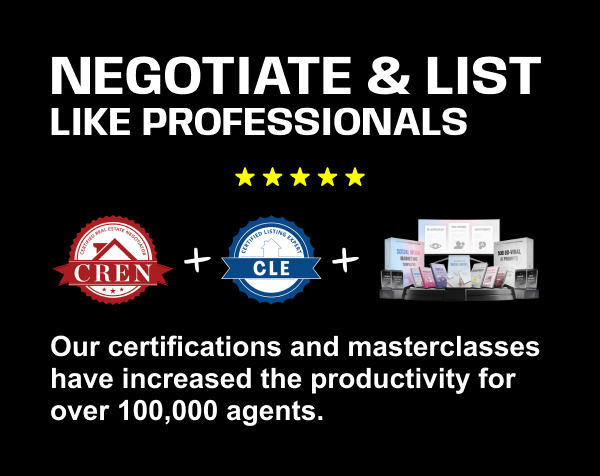 NEGOTIATE & LIST
LIKE PROFESSIONALS
CERTIFIED REAL ESTATE NEGOTIATOR
CREN
+
CERTIFIED LISTING EXPERT
CLE
+
Our certifications and masterclasses
have increased the productivity for
over 100,000 agents.